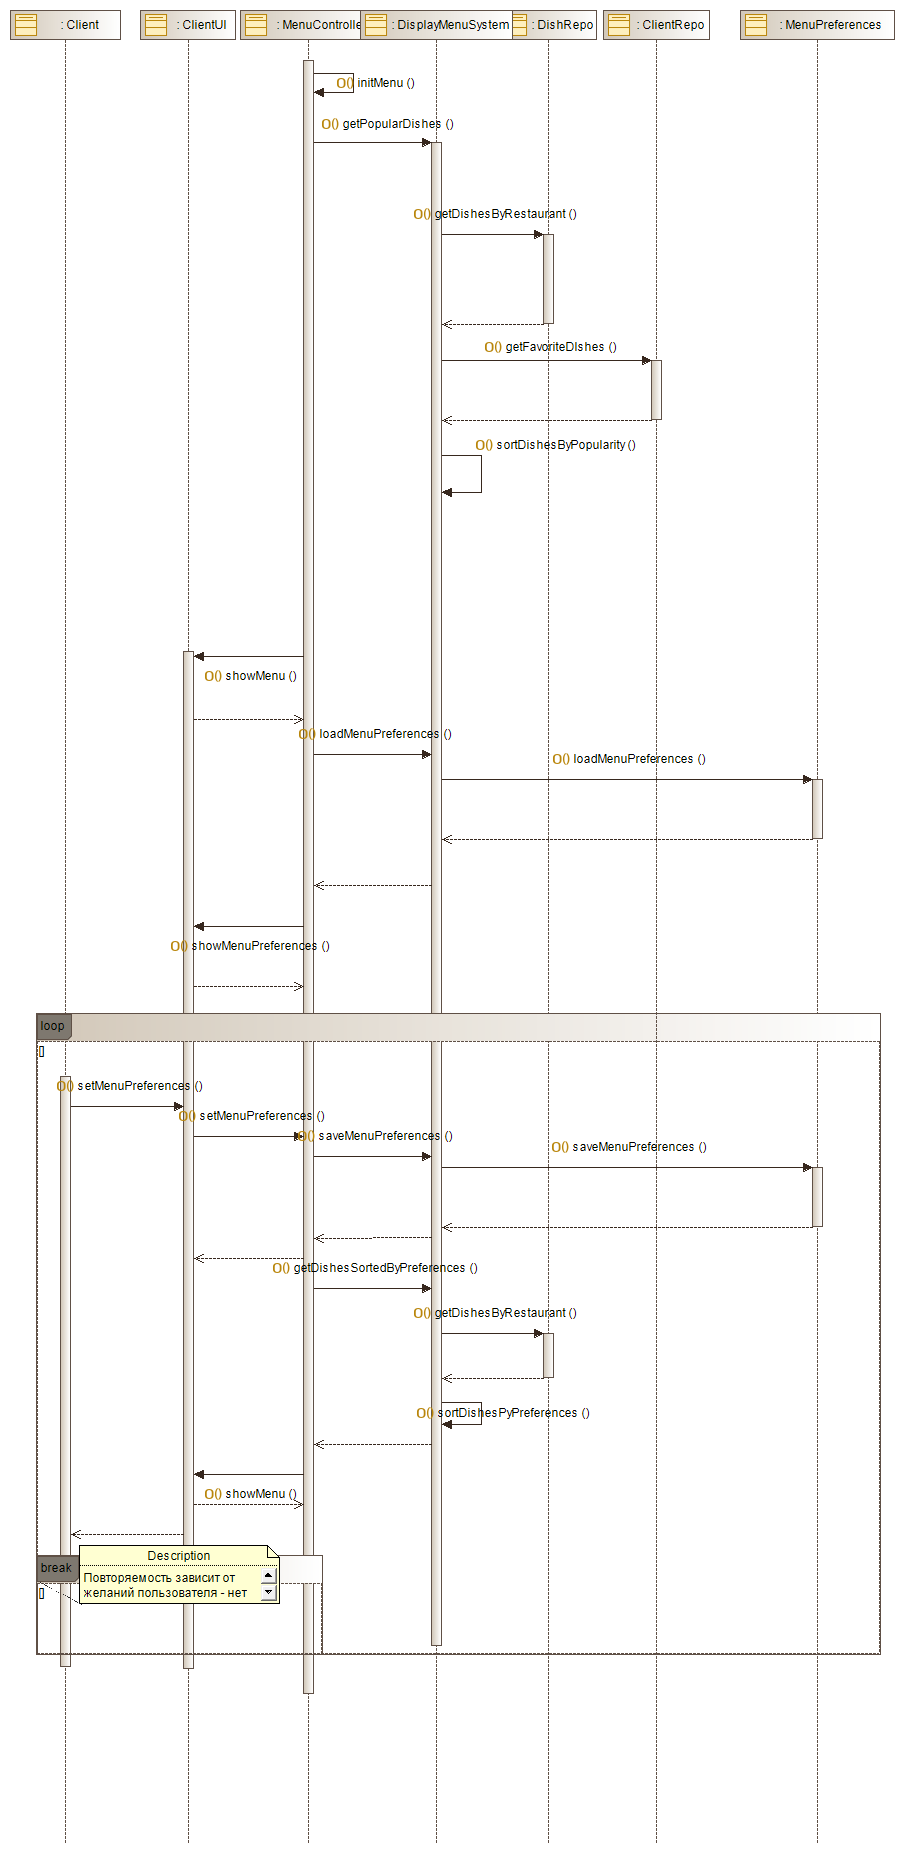 : Client
: ClientUI
: MenuControlle
: DisplayMenuSystem
: DishRepo
: ClientRepo
: MenuPreferences
O() initMenu ()
O() getPopularDishes ()
O() getDishesByRestaurant ()
O() getFavoriteDIshes ()
O() sortDishesByPopularity ()
O() showMenu ()
O() loadMenuPreferences ()
O() loadMenuPreferences ()
O() showMenuPreferences ()
loop
[]
O() setMenuPreferences ()
O() setMenuPreferences ()
O() saveMenuPreferences ()
O() saveMenuPreferences ()
O() getDishesSortedByPreferences ()
O() getDishesByRestaurant ()
O() sortDishesPyPreferences ()
O() showMenu ()
break
[]
Description
Повторяемость зависит от
желаний пользователя - нет